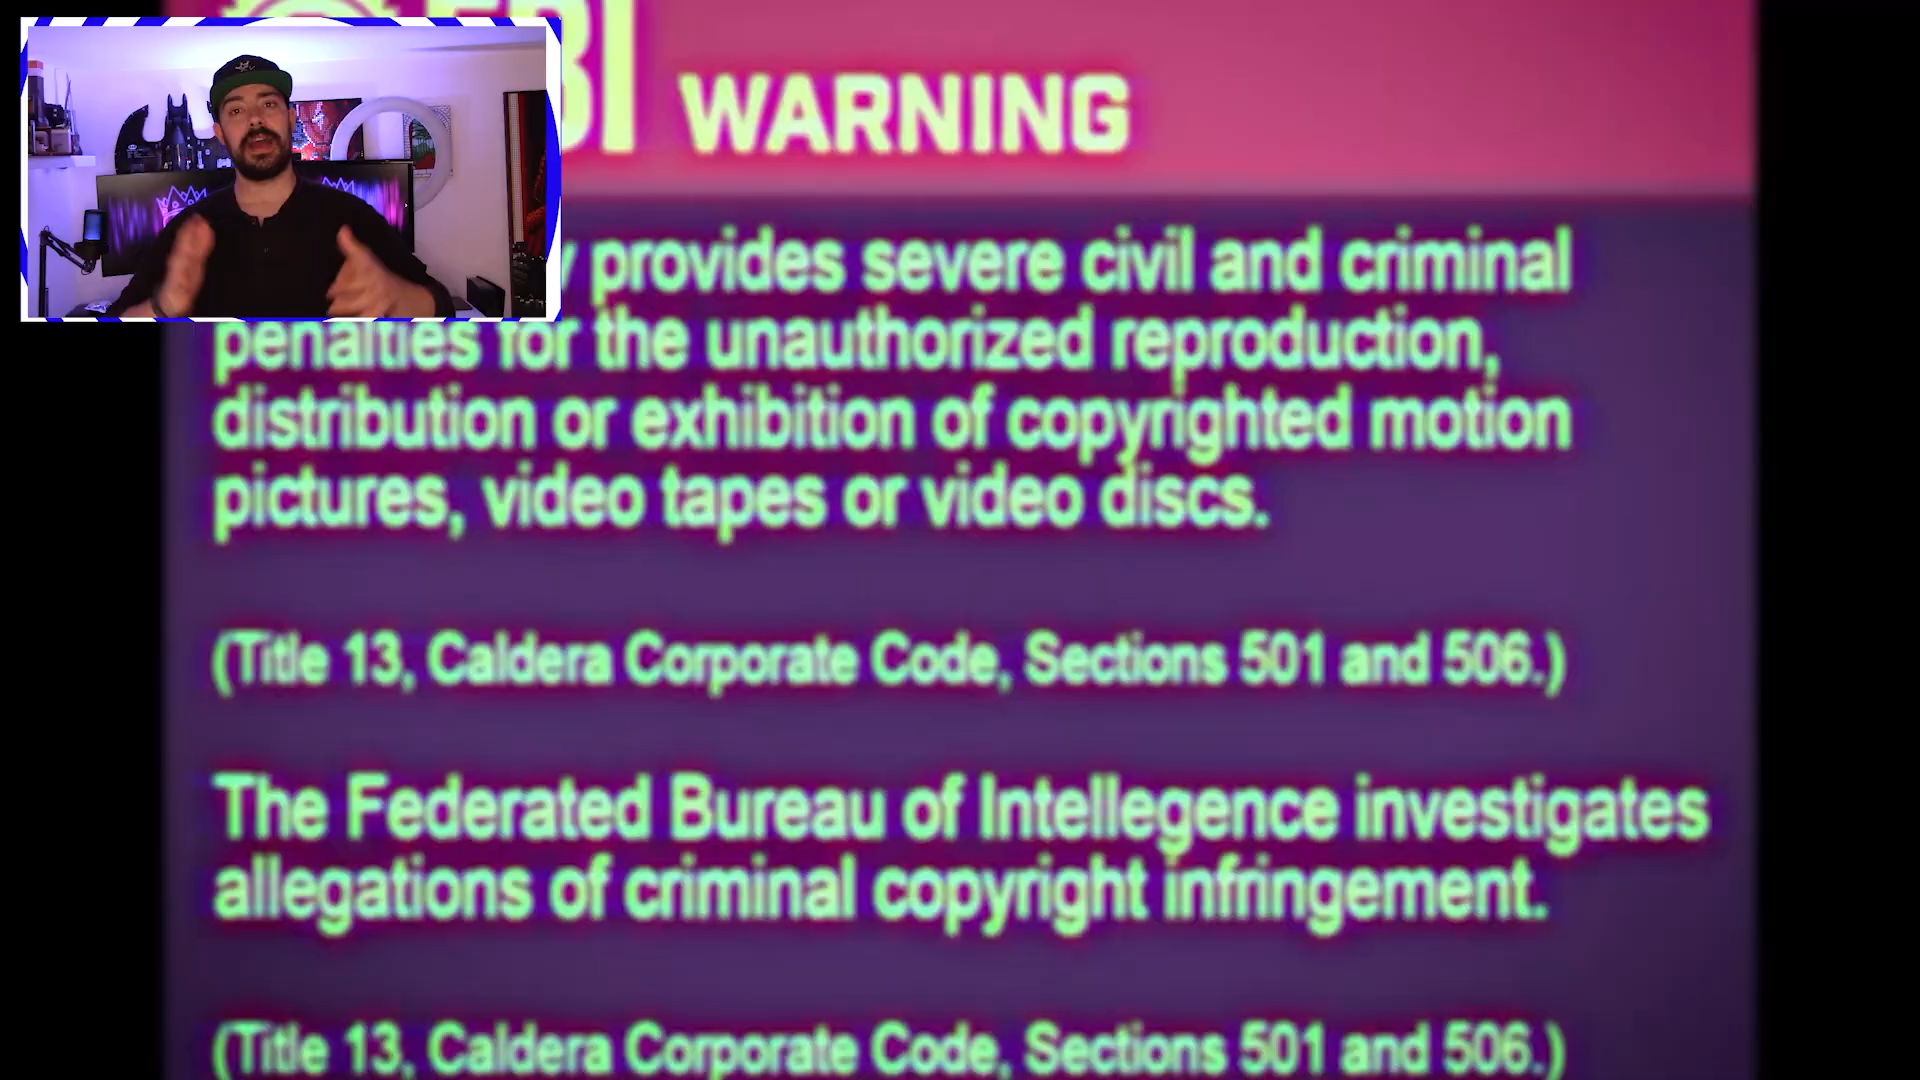 FBI WARNING
provides severe civil and criminal
penalties for the unauthorized reproduction,
distribution or exhibition of copyrighted motion
pictures, video tapes or video discs.
(Title 13, Caldera Corporate Code, Sections 501 and 506.)
The Federated Bureau of Intellegence investigates
allegations of criminal copyright infringement.
(Title 13, Caldera Corporate Code, Sections 501 and 506.)